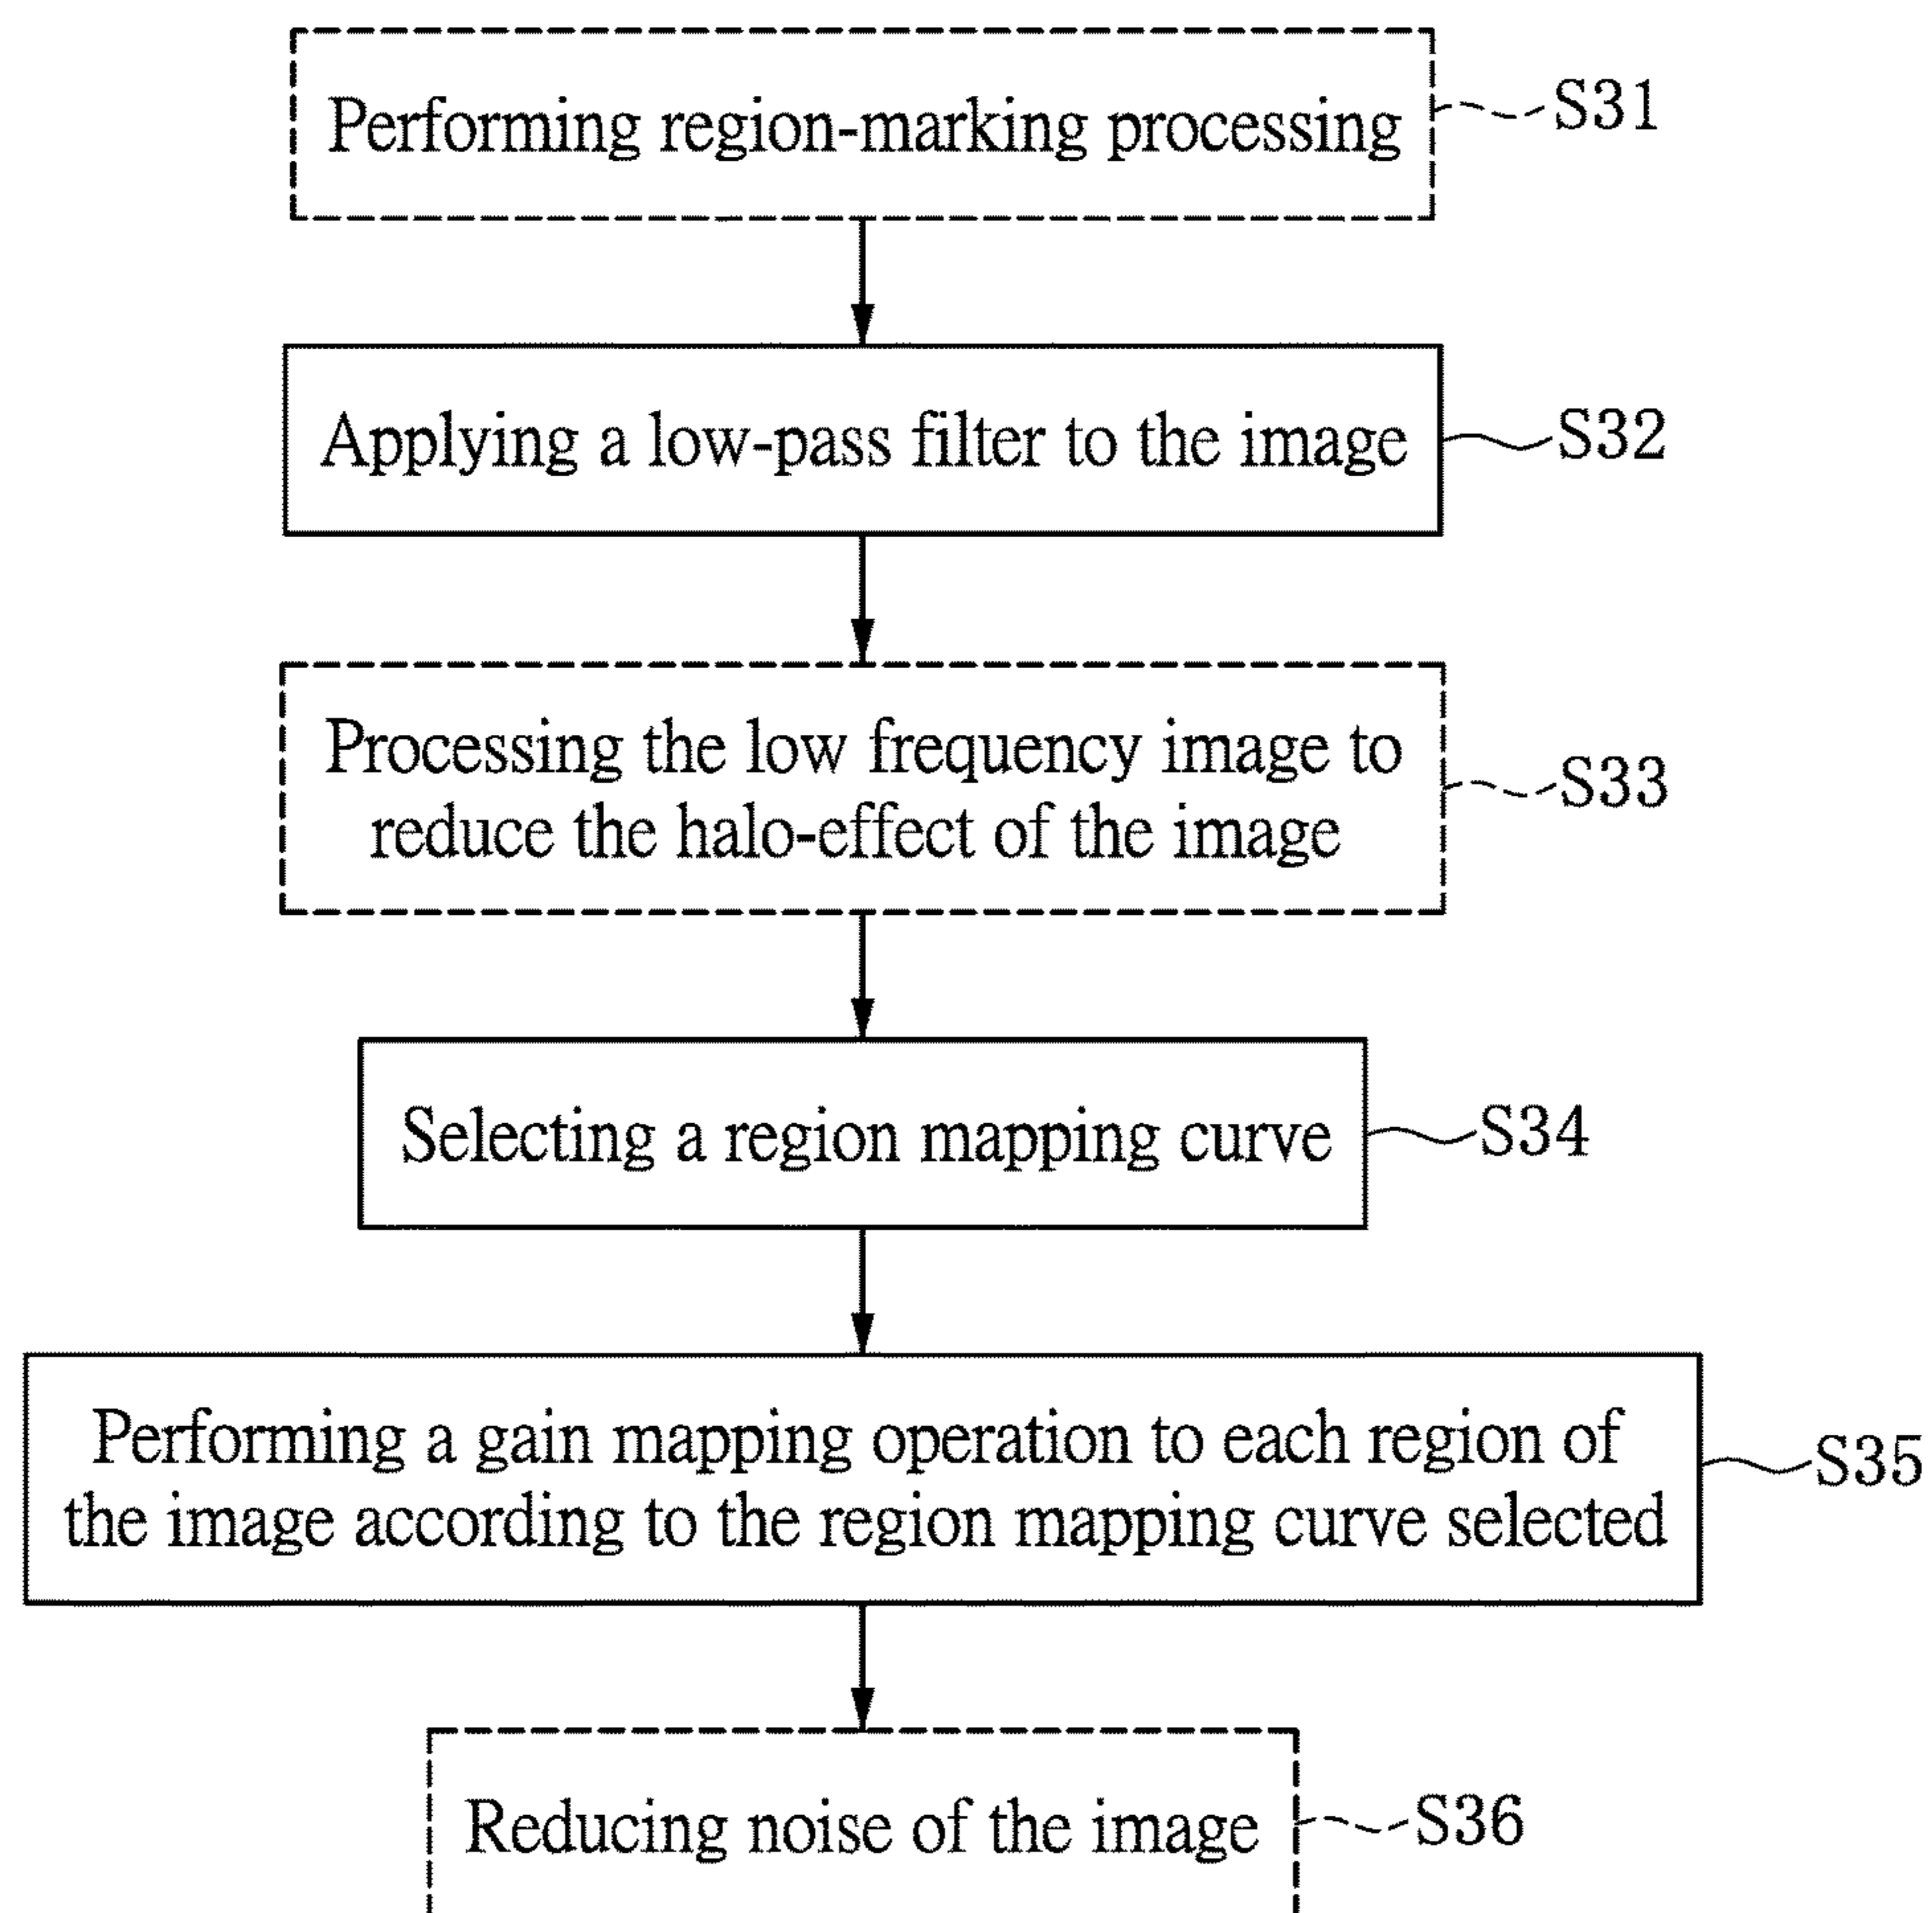 Performing region-marking processing
S31
Applying a low-pass filter to the image
S32
Processing the low frequency image to
reduce the halo-effect of the image
S33
Selecting a region mapping curve
S34
Performing a gain mapping operation to each region of
the image according to the region mapping curve selected
S35
Reducing noise of the image
S36